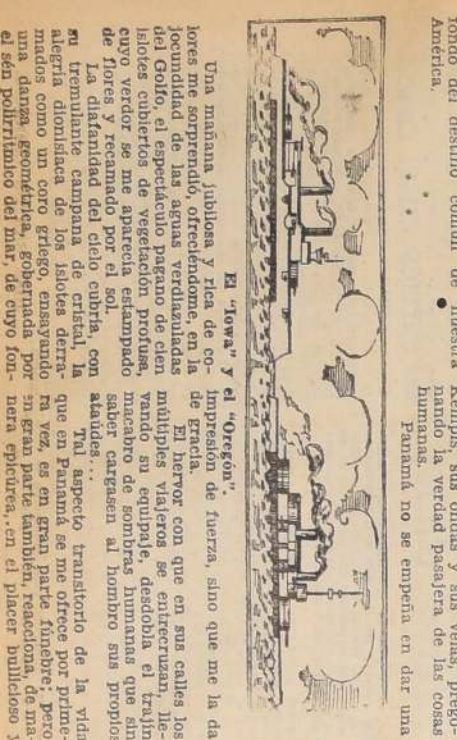 fondo del destino común de nuestra
América.
El "Iowa" y el "Oregón".
Una mañana jubilosa y rica de co-
lores me sorprendió, ofreciéndome, en la
jocundidad de las aguas verdiazuladas
del Golfo, el espectáculo pagano de cien
islotes cubiertos de vegetación profusa,
cuyo verdor se me aparecía estampado
de flores y recamado por el sol.
La diafanidad del cielo cubría, con
su tremulante campana de cristal, la
alegría dionisíaca de los islotes derra-
mados como un coro griego, ensayando
una danza geométrica, gobernada por
el són polirrítmico del mar, de cuyo fon-
Kempis, sus ondas y sus velas, prego-
nando la verdad pasajera de las cosas
humanas.
Panamá no se empeña en dar una
impresión de fuerza, sino que me la da
de gracia.
El hervor con que en sus calles los
múltiples viajeros se entrecruzan, lle-
vando su equipaje, desdobla el trajín
macabro de sombras humanas que sin
saber cargasen al hombro sus propios
ataúdes...
Tal aspecto transitorio de la vida
que en Panamá se me ofrece por prime-
ra vez, es en gran parte fúnebre; pero
en gran parte también, reacciona, de ma-
nera epicúrea, en el placer bullicioso y